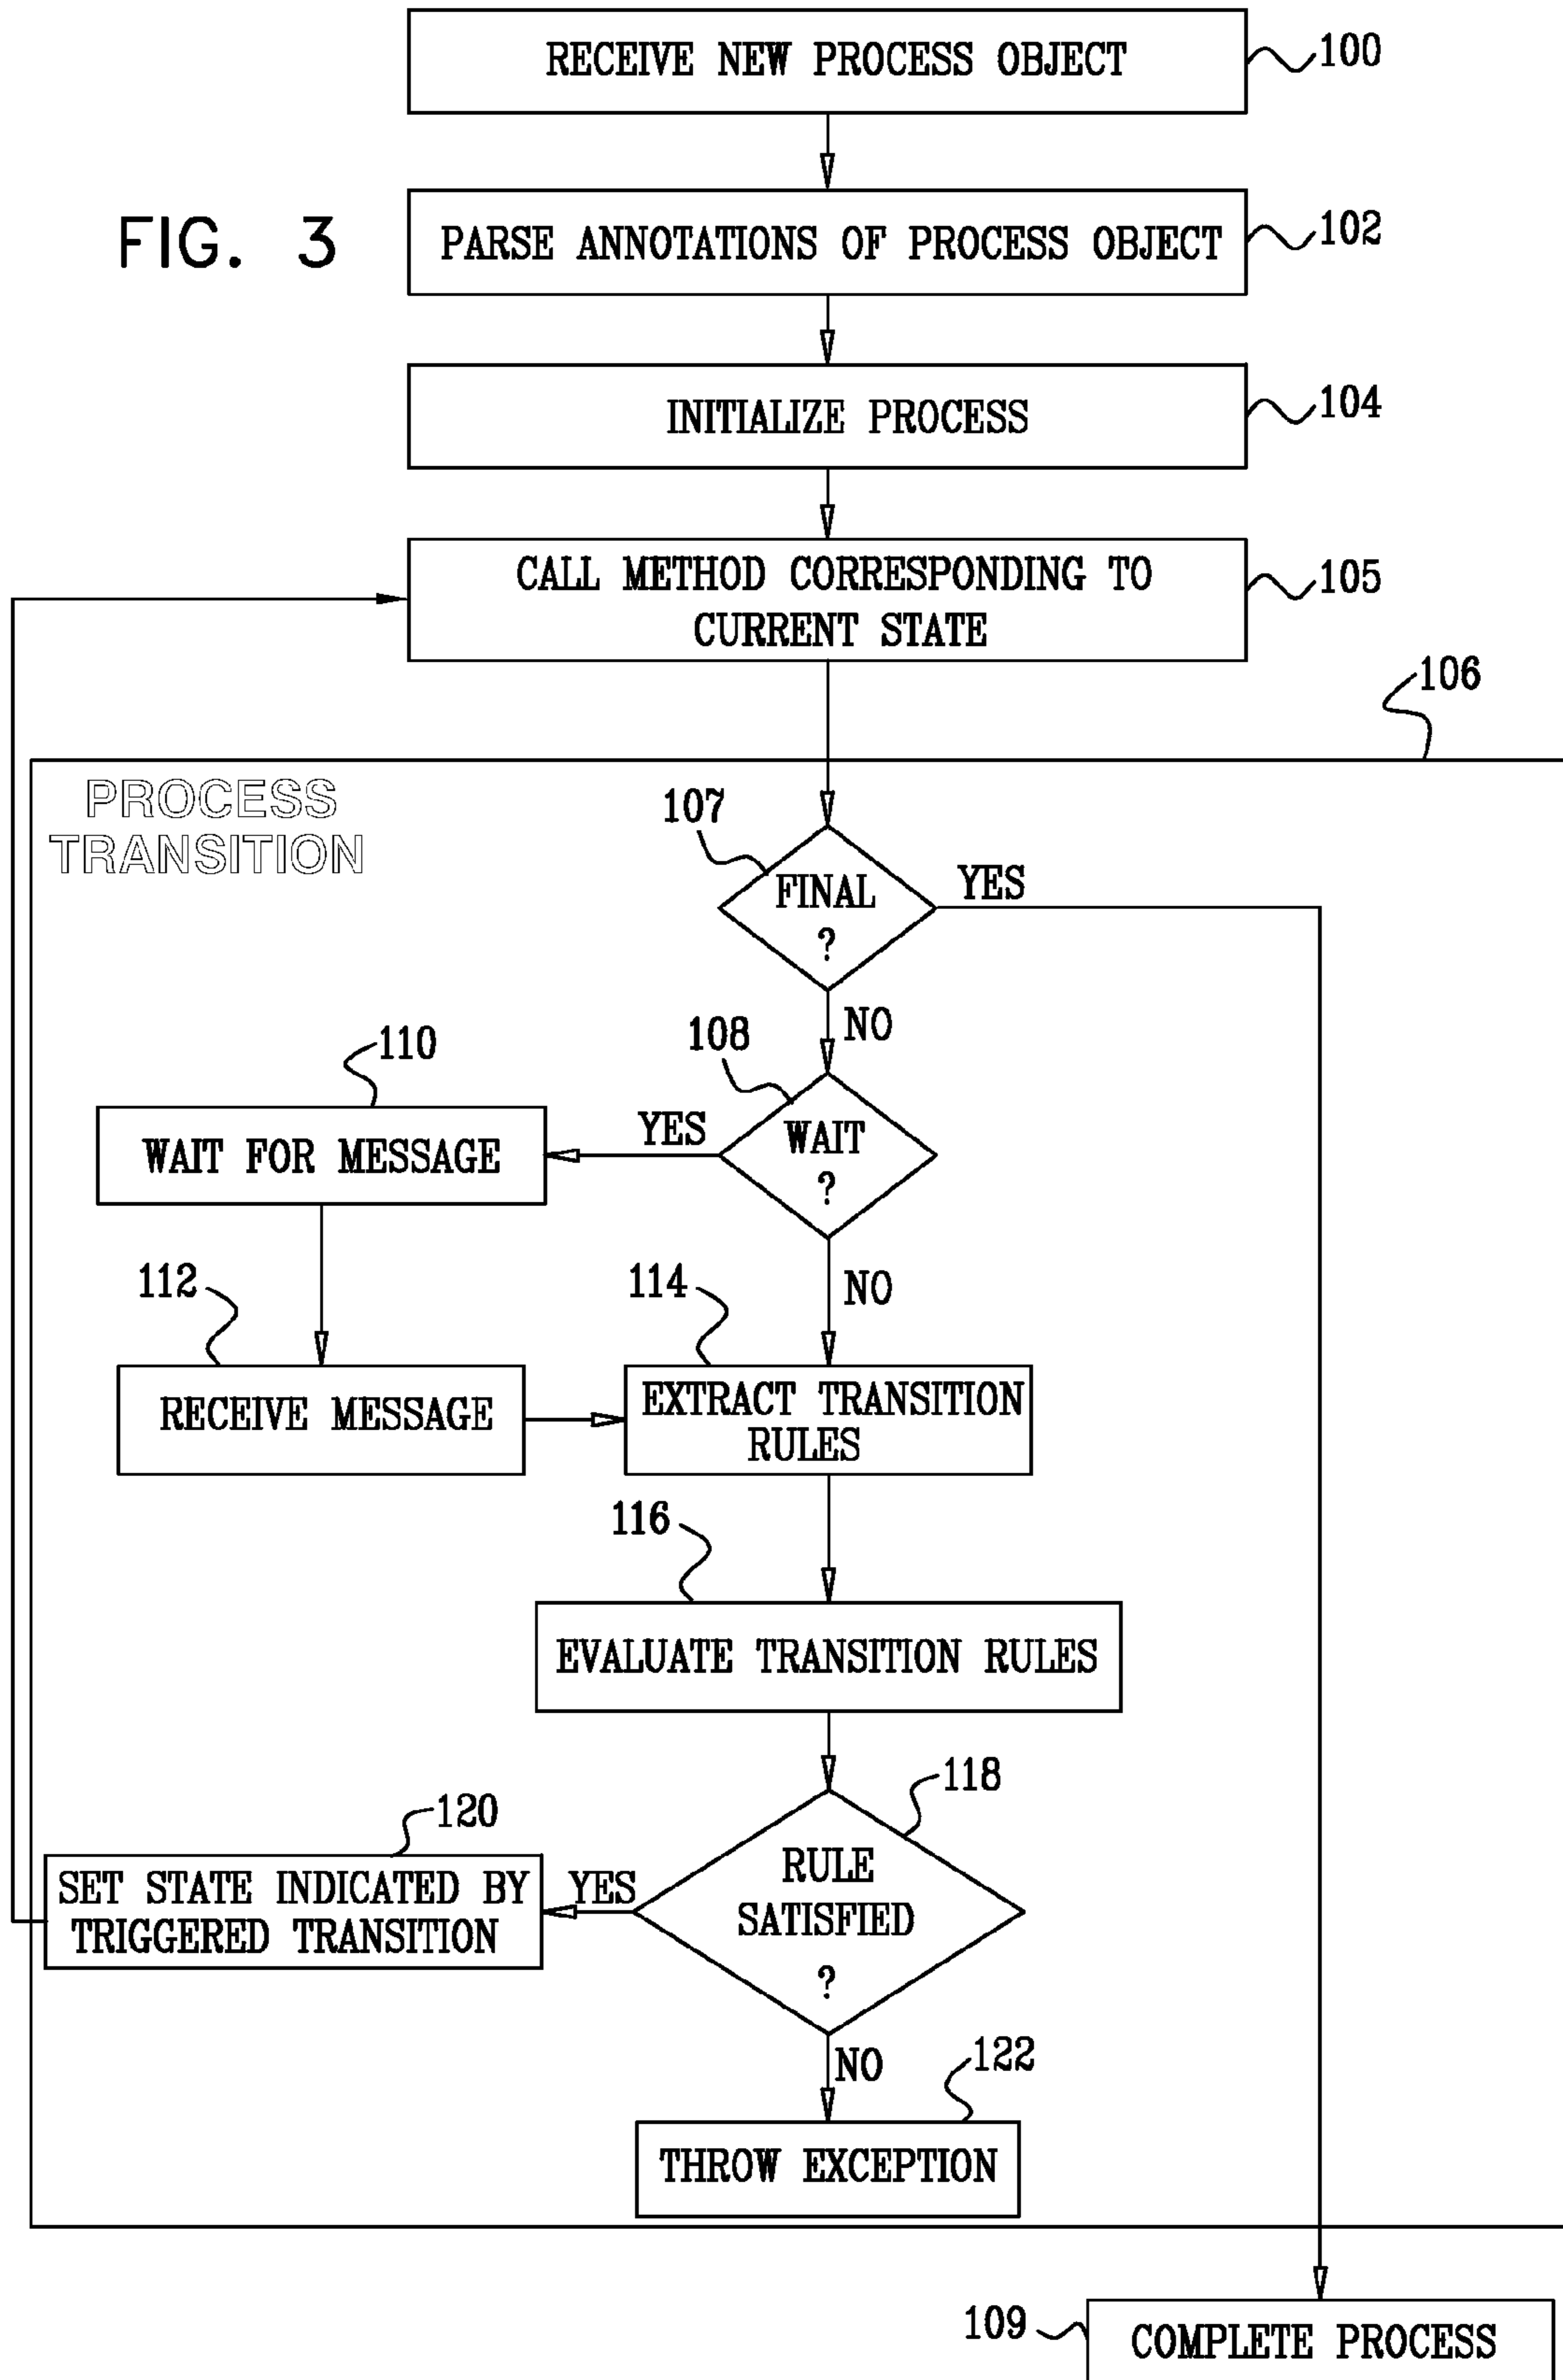 RECEIVE NEW PROCESS OBJECT
100
FIG. 3
PARSE ANNOTATIONS OF PROCESS OBJECT
102
INITIALIZE PROCESS
104
CALL METHOD CORRESPONDING TO
CURRENT STATE
105
106
PROCESS
TRANSITION
107
FINAL
?
YES
NO
108
WAIT
?
YES
110
WAIT FOR MESSAGE
NO
112
RECEIVE MESSAGE
114
EXTRACT TRANSITION
RULES
116
EVALUATE TRANSITION RULES
118
RULE
SATISFIED
?
YES
120
SET STATE INDICATED BY
TRIGGERED TRANSITION
NO
122
THROW EXCEPTION
109
COMPLETE PROCESS